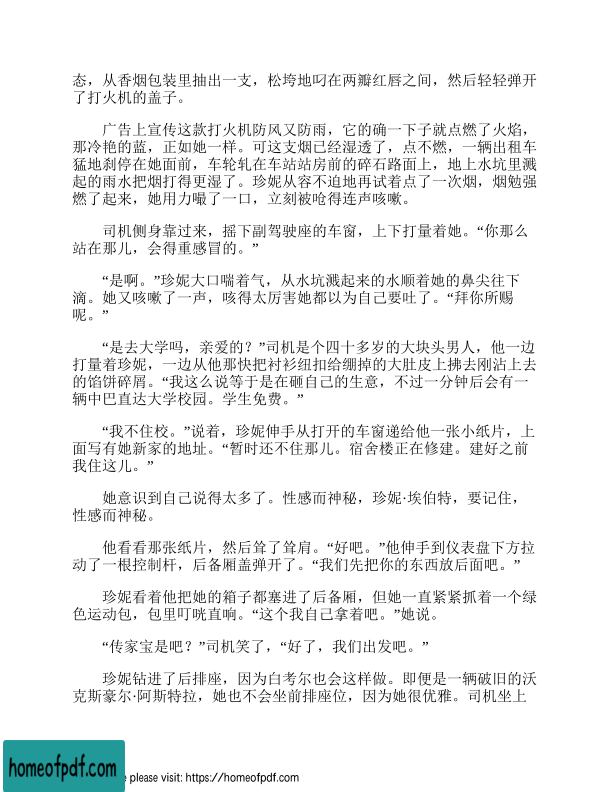 态，从香烟包装里抽出一支，松垮地叼在两瓣红唇之间，然后轻轻弹开
了打火机的盖子。
广告上宣传这款打火机防风又防雨，它的确一下子就点燃了火焰，
那冷艳的蓝，正如她一样。可这支烟已经湿透了，点不燃，一辆出租车
猛地刹停在她面前，车轮轧在车站站房前的碎石路面上，地上水坑里溅
起的雨水把烟打得更湿了。珍妮从容不迫地再试着点了一次烟，烟勉强
燃了起来，她用力嘬了一口，立刻被呛得连声咳嗽。
司机侧身靠过来，摇下副驾驶座的车窗，上下打量着她。“你那么
站在那儿，会得重感冒的。”
“是啊。”珍妮大口喘着气，从水坑溅起来的水顺着她的鼻尖往下
滴。她又咳嗽了一声，咳得太厉害她都以为自己要吐了。“拜你所赐
呢。”
“是去大学吗，亲爱的？”司机是个四十多岁的大块头男人，他一边
打量着珍妮，一边从他那快把衬衫纽扣给绷掉的大肚皮上拂去刚沾上去
的馅饼碎屑。“我这么说等于是在砸自己的生意，不过一分钟后会有一
辆中巴直达大学校园。学生免费。”
“我不住校。”说着，珍妮伸手从打开的车窗递给他一张小纸片，上
面写有她新家的地址。“暂时还不住那儿。宿舍楼正在修建。建好之前
我住这儿。”
她意识到自己说得太多了。性感而神秘，珍妮·埃伯特，要记住，
性感而神秘。
他看看那张纸片，然后耸了耸肩。“好吧。”他伸手到仪表盘下方拉
动了一根控制杆，后备厢盖弹开了。“我们先把你的东西放后面吧。”
珍妮看着他把她的箱子都塞进了后备厢，但她一直紧紧抓着一个绿
色运动包，包里叮咣直响。“这个我自己拿着吧。”她说。
“传家宝是吧？”司机笑了，“好了，我们出发吧。”
珍妮钻进了后排座，因为白考尔也会这样做。即便是一辆破旧的沃
克斯豪尔·阿斯特拉，她也不会坐前排座位，因为她很优雅。司机坐上
homeofpdf.com
e please visit: https://homeofpdf.com